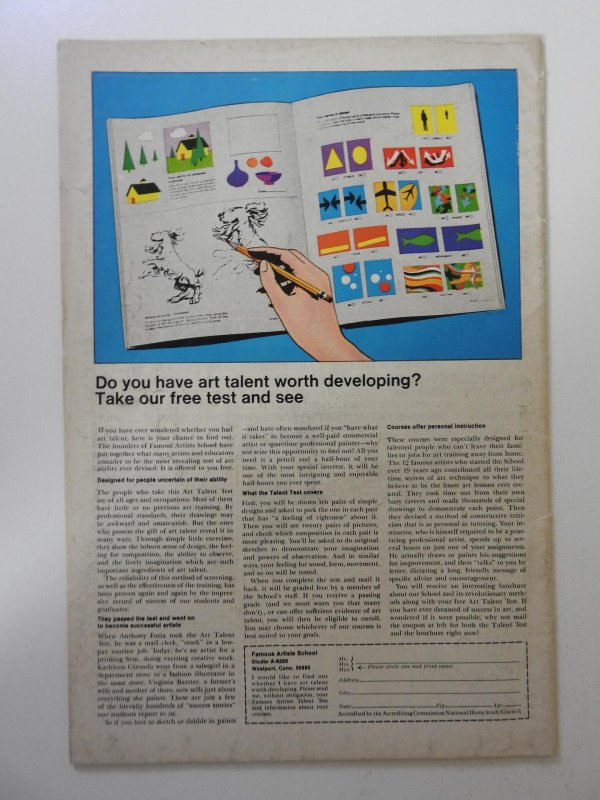 Do you have art talent worth developing?
Take our free test and see
If you have ever wondered whether you had
art talent, here is your chance to find out.
The founders of Famous Artists School have
put together what many artists and educators
consider to be the most revealing test of art
ability ever devised. It is offered to you free.
Designed for people uncertain of their ability
The people who take this Art Talent Test
are of all ages and occupations. Most of them
have little or no previous art training. By
professional standards, their drawings may
be awkward and amateurish. But the ones
who possess the gift of art talent reveal it in
many ways. Through simple little exercises,
they show the inborn sense of design, the feel-
ing for composition, the ability to observe,
and the lively imagination which are such
important ingredients of art talent.
The reliability of this method of screening,
as well as the effectiveness of the training, has
been proven again and again by the impres-
sive record of success of our students and
graduates.
They passed the test and went on
to become successful artists
When Anthony Fotia took the Art Talent
Test, he was a mail clerk, "stuck" in a low-
pay routine job. Today, he's an artist for a
printing firm, doing exciting creative work.
Kathleen Gironda went from a salesgirl in a
department store to a fashion illustrator in
the same store. Virginia Bartter, a farmer's
wife and mother of three, now sells just about
everything she paints. These are just a few
of the literally hundreds of "success stories"
our students report to us.
So if you love to sketch or dabble in paints
—and have often wondered if you "have what
it takes" to become a well-paid commercial
artist or sparetime professional painter—why
not seize this opportunity to find out? All you
need is a pencil and a half-hour of your
time. With your special interest, it will be
one of the most intriguing and enjoyable
half-hours you ever spent.
What the Talent Test covers
First, you will be shown ten pairs of simple
designs and asked to pick the one in each pair
that has "a feeling of rightness" about it.
Then you will see twenty pairs of pictures,
and check which composition in each pair is
more pleasing. You'll be asked to do original
sketches to demonstrate your imagination
and powers of observation. And in similar
ways, your feeling for mood, form, movement,
and so on will be tested.
When you complete the test and mail it
back, it will be graded free by a member of
the School's staff. If you receive a passing
grade (and we must warn you that many
don't), or can offer sufficient evidence of art
talent, you will then be eligible to enroll.
You may choose whichever of our courses is
best suited to your goals.
Courses offer personal instruction
These courses were especially designed for
talented people who can't leave their famil-
ies or jobs for art training away from home.
The 12 famous artists who started the School
over 19 years ago contributed all their life-
time, secrets of art technique to what they
believe to be the finest art lessons ever cre-
ated. They took time out from their own
busy careers and made thousands of special
drawings to demonstrate each point. Then
they devised a method of constructive criti-
cism that is as personal as tutoring. Your in-
structor, who is himself required to be a prac-
ticing professional artist, spends up to sev-
eral hours on just one of your assignments.
He actually draws or paints his suggestions
for improvement, and then "talks" to you by
letter, dictating a long, friendly message of
specific advice and encouragement.
You will receive an interesting brochure
about our School and its revolutionary meth-
ods along with your free Art Talent Test. If
you have ever dreamed of success in art, and
wondered if it were possible, why not mail
the coupon at left for both the Talent Test
and the brochure right now!
Famous Artists School
Studio A-6260
Westport, Conn. 06880
I would like to find out
whether I have art talent
worth developing. Please send
me, without obligation, your
Famous Artists Talent Test
and information about your
courses.
Mr.
Mrs.
Miss
Please circle one and print name
Address
City
State Zip Age
Accredited by the Accrediting Commission National Home Study Council